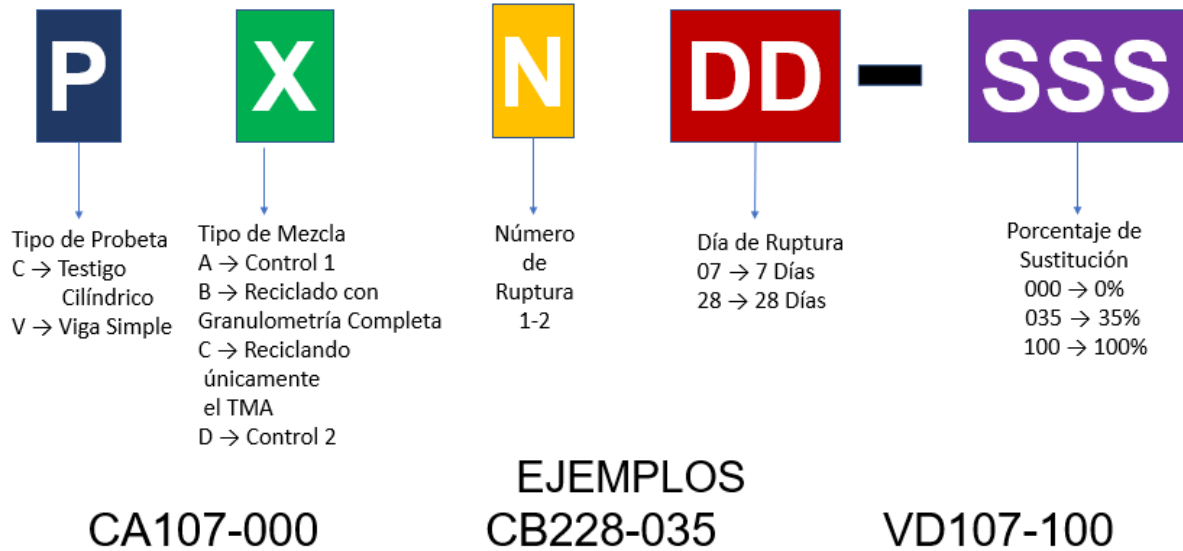 P X N DD - SSS
Tipo de Probeta
C → Testigo
Cilíndrico
V → Viga Simple
Tipo de Mezcla
A → Control 1
B → Reciclado con
Granulometría Completa
C → Reciclando
únicamente
el TMA
D → Control 2
Número
de
Ruptura
1-2
Día de Ruptura
07 → 7 Días
28 → 28 Días
Porcentaje de
Sustitución
000 → 0%
035 → 35%
100 → 100%
EJEMPLOS
CA107-000 CB228-035 VD107-100